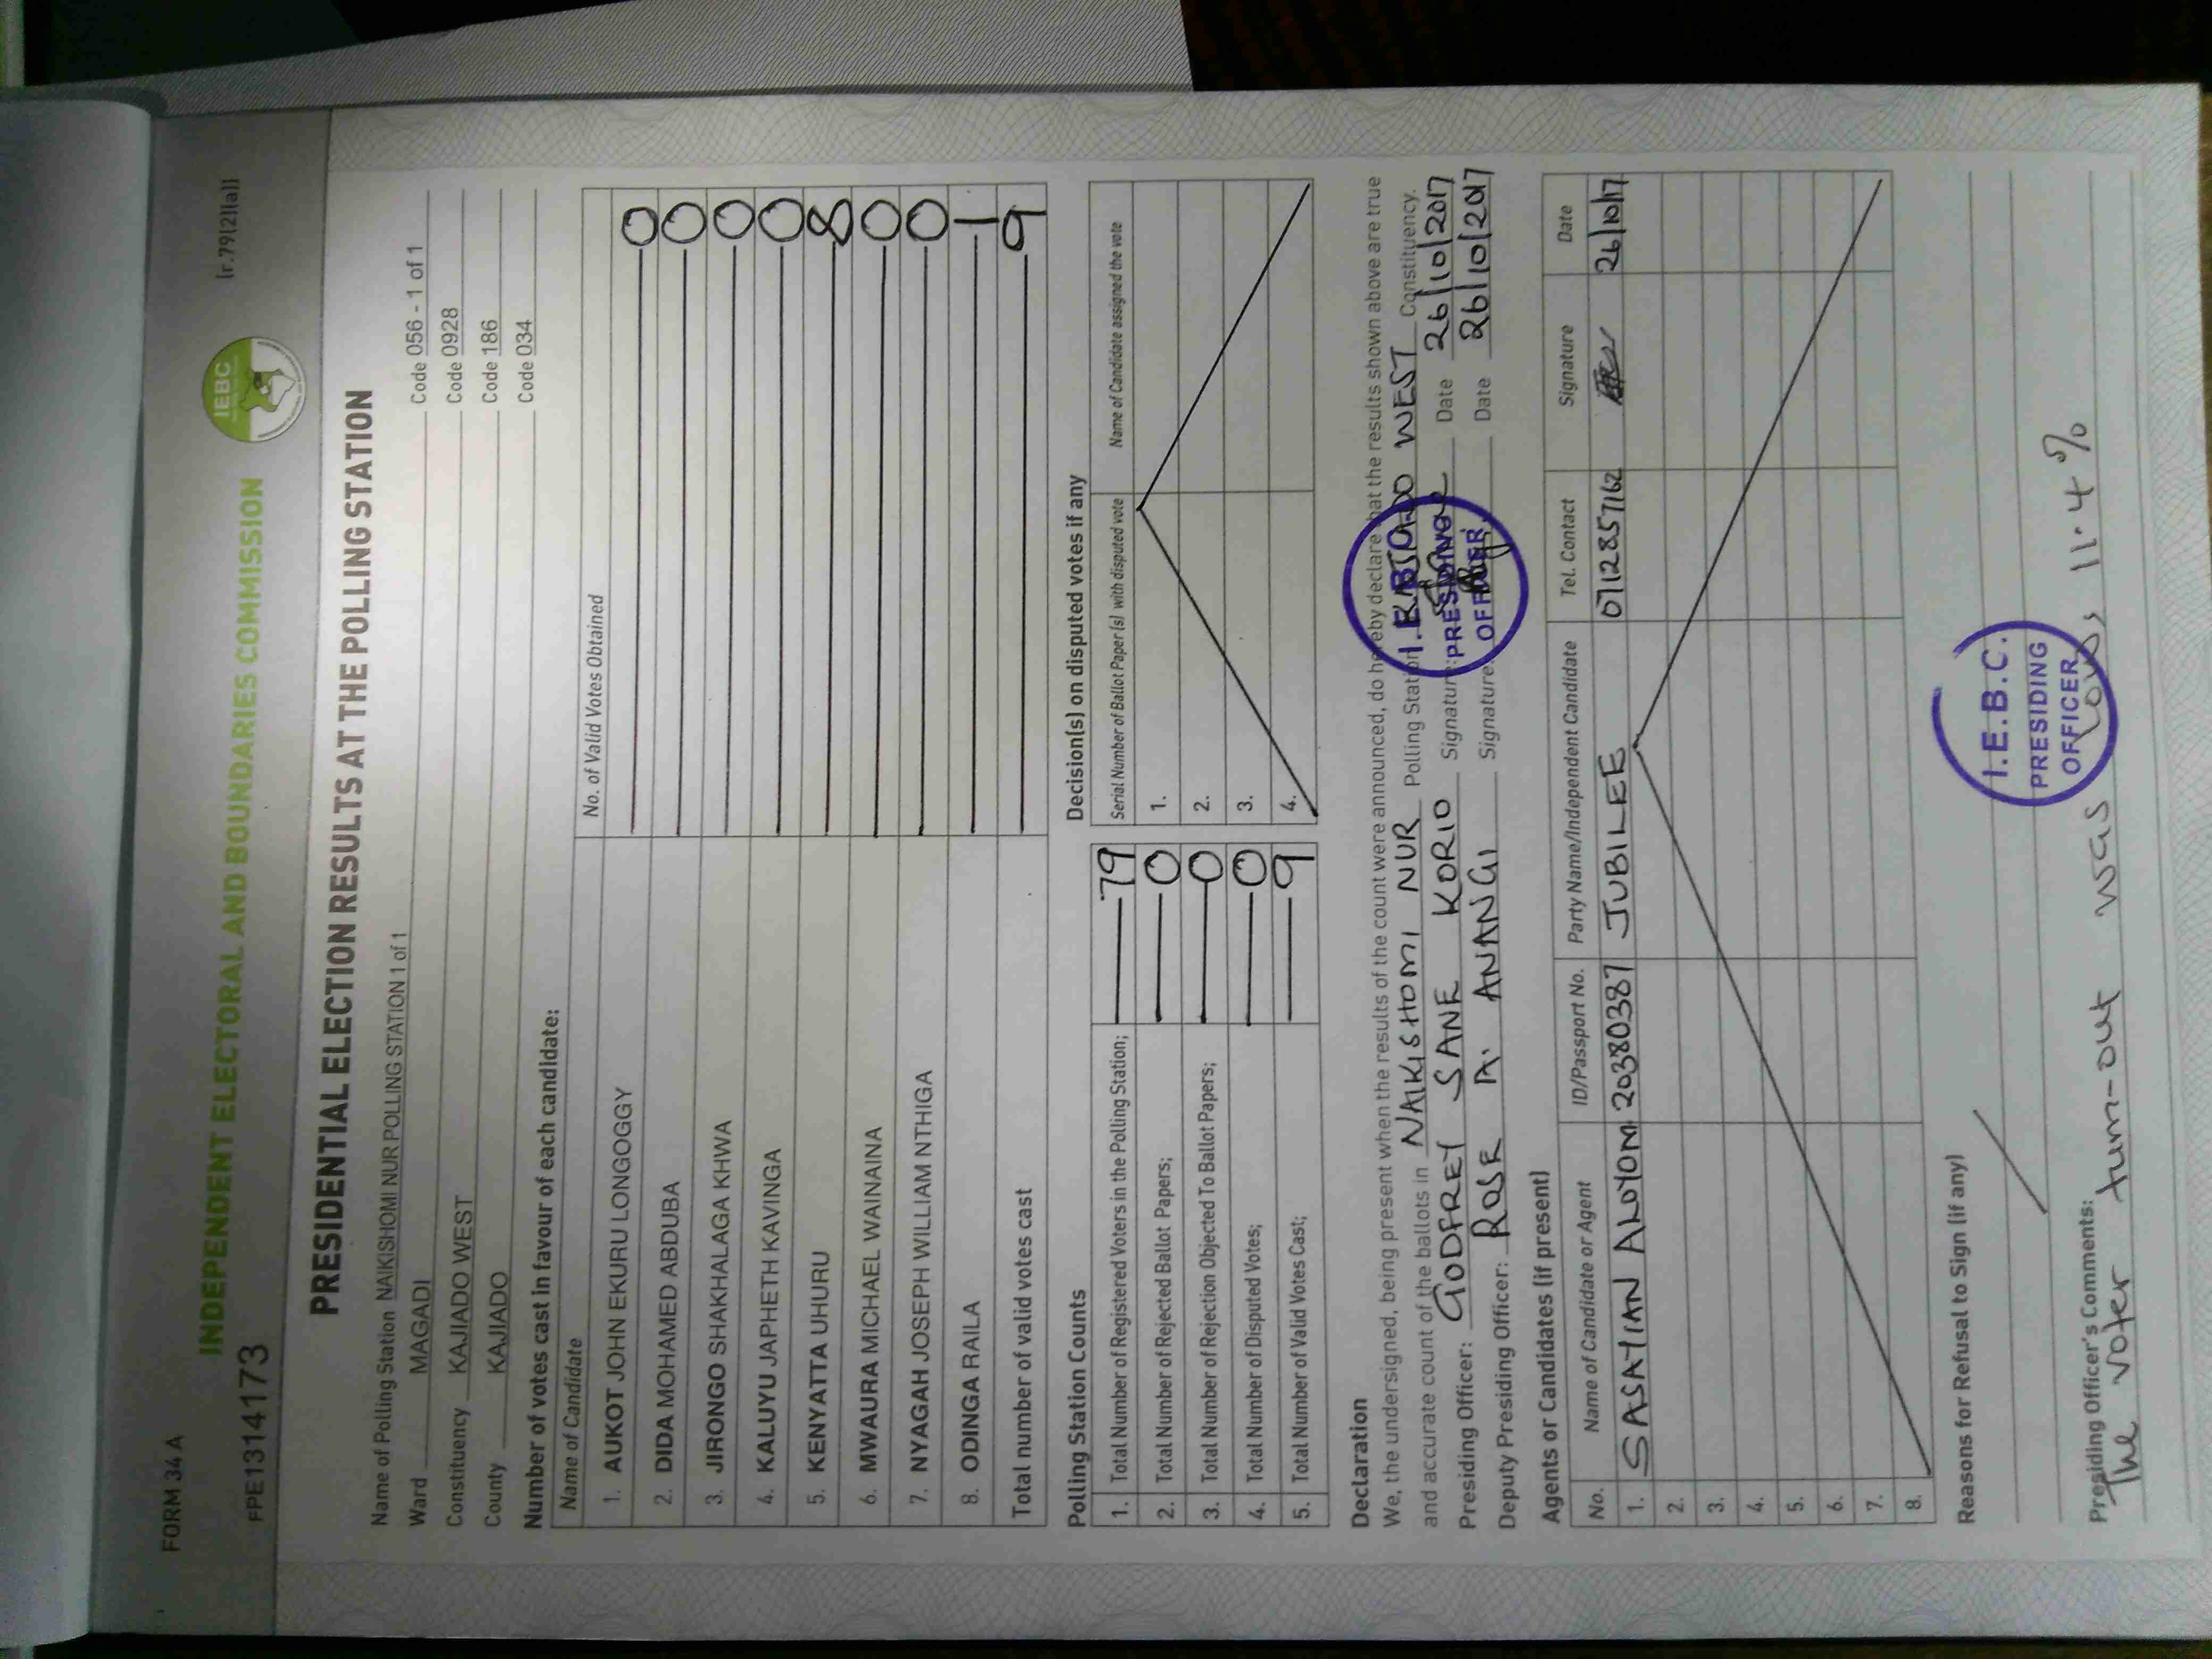 FORM 34 A
FPE1314173
[r.79(2)(a)]
IEBC
INDEPENDENT ELECTORAL AND BOUNDARIES COMMISSION
PRESIDENTIAL ELECTION RESULTS AT THE POLLING STATION
Name of Polling Station NAIKISHOMI NUR POLLING STATION 1 of 1 Code 056 - 1 of 1
Ward MAGADI Code 0928
Constituency KAJIADO WEST Code 186
County KAJIADO Code 034
Number of votes cast in favour of each candidate:
Name of Candidate No. of Valid Votes Obtained
1. AUKOT JOHN EKURU LONGOGGY 0
2. DIDA MOHAMED ABDUBA 0
3. JIRONGO SHAKHALAGA KHWA 0
4. KALUYU JAPHETH KAVINGA 0
5. KENYATTA UHURU 8
6. MWAURA MICHAEL WAINAINA 0
7. NYAGAH JOSEPH WILLIAM NTHIGA 0
8. ODINGA RAILA 1
Total number of valid votes cast 9
Polling Station Counts
1. Total Number of Registered Voters in the Polling Station; 79
2. Total Number of Rejected Ballot Papers; 0
3. Total Number of Rejection Objected To Ballot Papers; 0
4. Total Number of Disputed Votes; 0
5. Total Number of Valid Votes Cast; 9
Decision(s) on disputed votes if any
Serial Number of Ballot Paper (s) with disputed vote Name of Candidate assigned the vote
1.
2.
3.
4.
Declaration
We, the undersigned, being present when the results of the count were announced, do hereby declare that the results shown above are true
and accurate count of the ballots in NAIKISHOMI NUR Polling Station KAJIADO WEST Constituency.
Presiding Officer: GODFREY SANE KORIO Signature: Date 26/10/2017
Deputy Presiding Officer: ROSE A. ANANGI Signature: Date 26/10/2017
I.E.B.C.
PRESIDING
OFFICER
Agents or Candidates (if present)
No. Name of Candidate or Agent ID/Passport No. Party Name/Independent Candidate Tel. Contact Signature Date
1. SASATIAN 20380387 JUBILEE 0712857162 26/10/17
2.
3.
4.
5.
6.
7.
8.
Reasons for Refusal to Sign (if any)
Presiding Officer's Comments:
The voter turn-out was low, 11.4 %
I.E.B.C.
PRESIDING
OFFICER